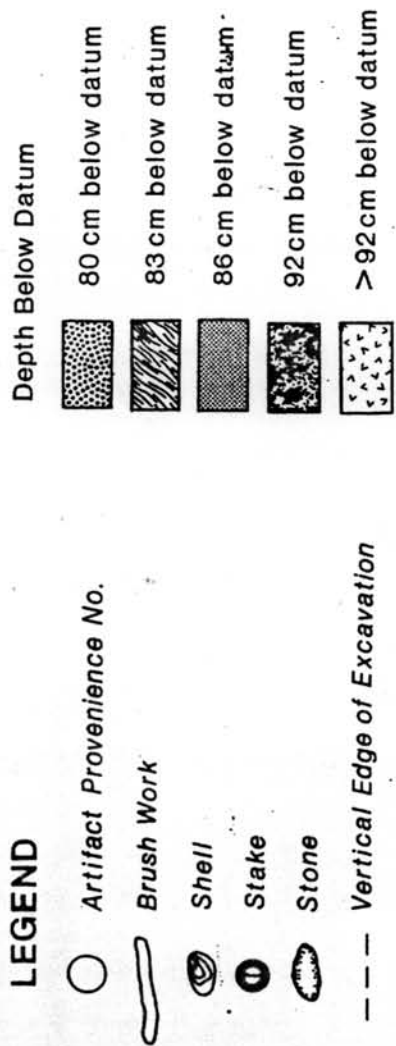 LEGEND
Artifact Provenience No.
Brush Work
Shell
Stake
Stone
Vertical Edge of Excavation
Depth Below Datum
80 cm below datum
83 cm below datum
86 cm below datum
92 cm below datum
>92 cm below datum